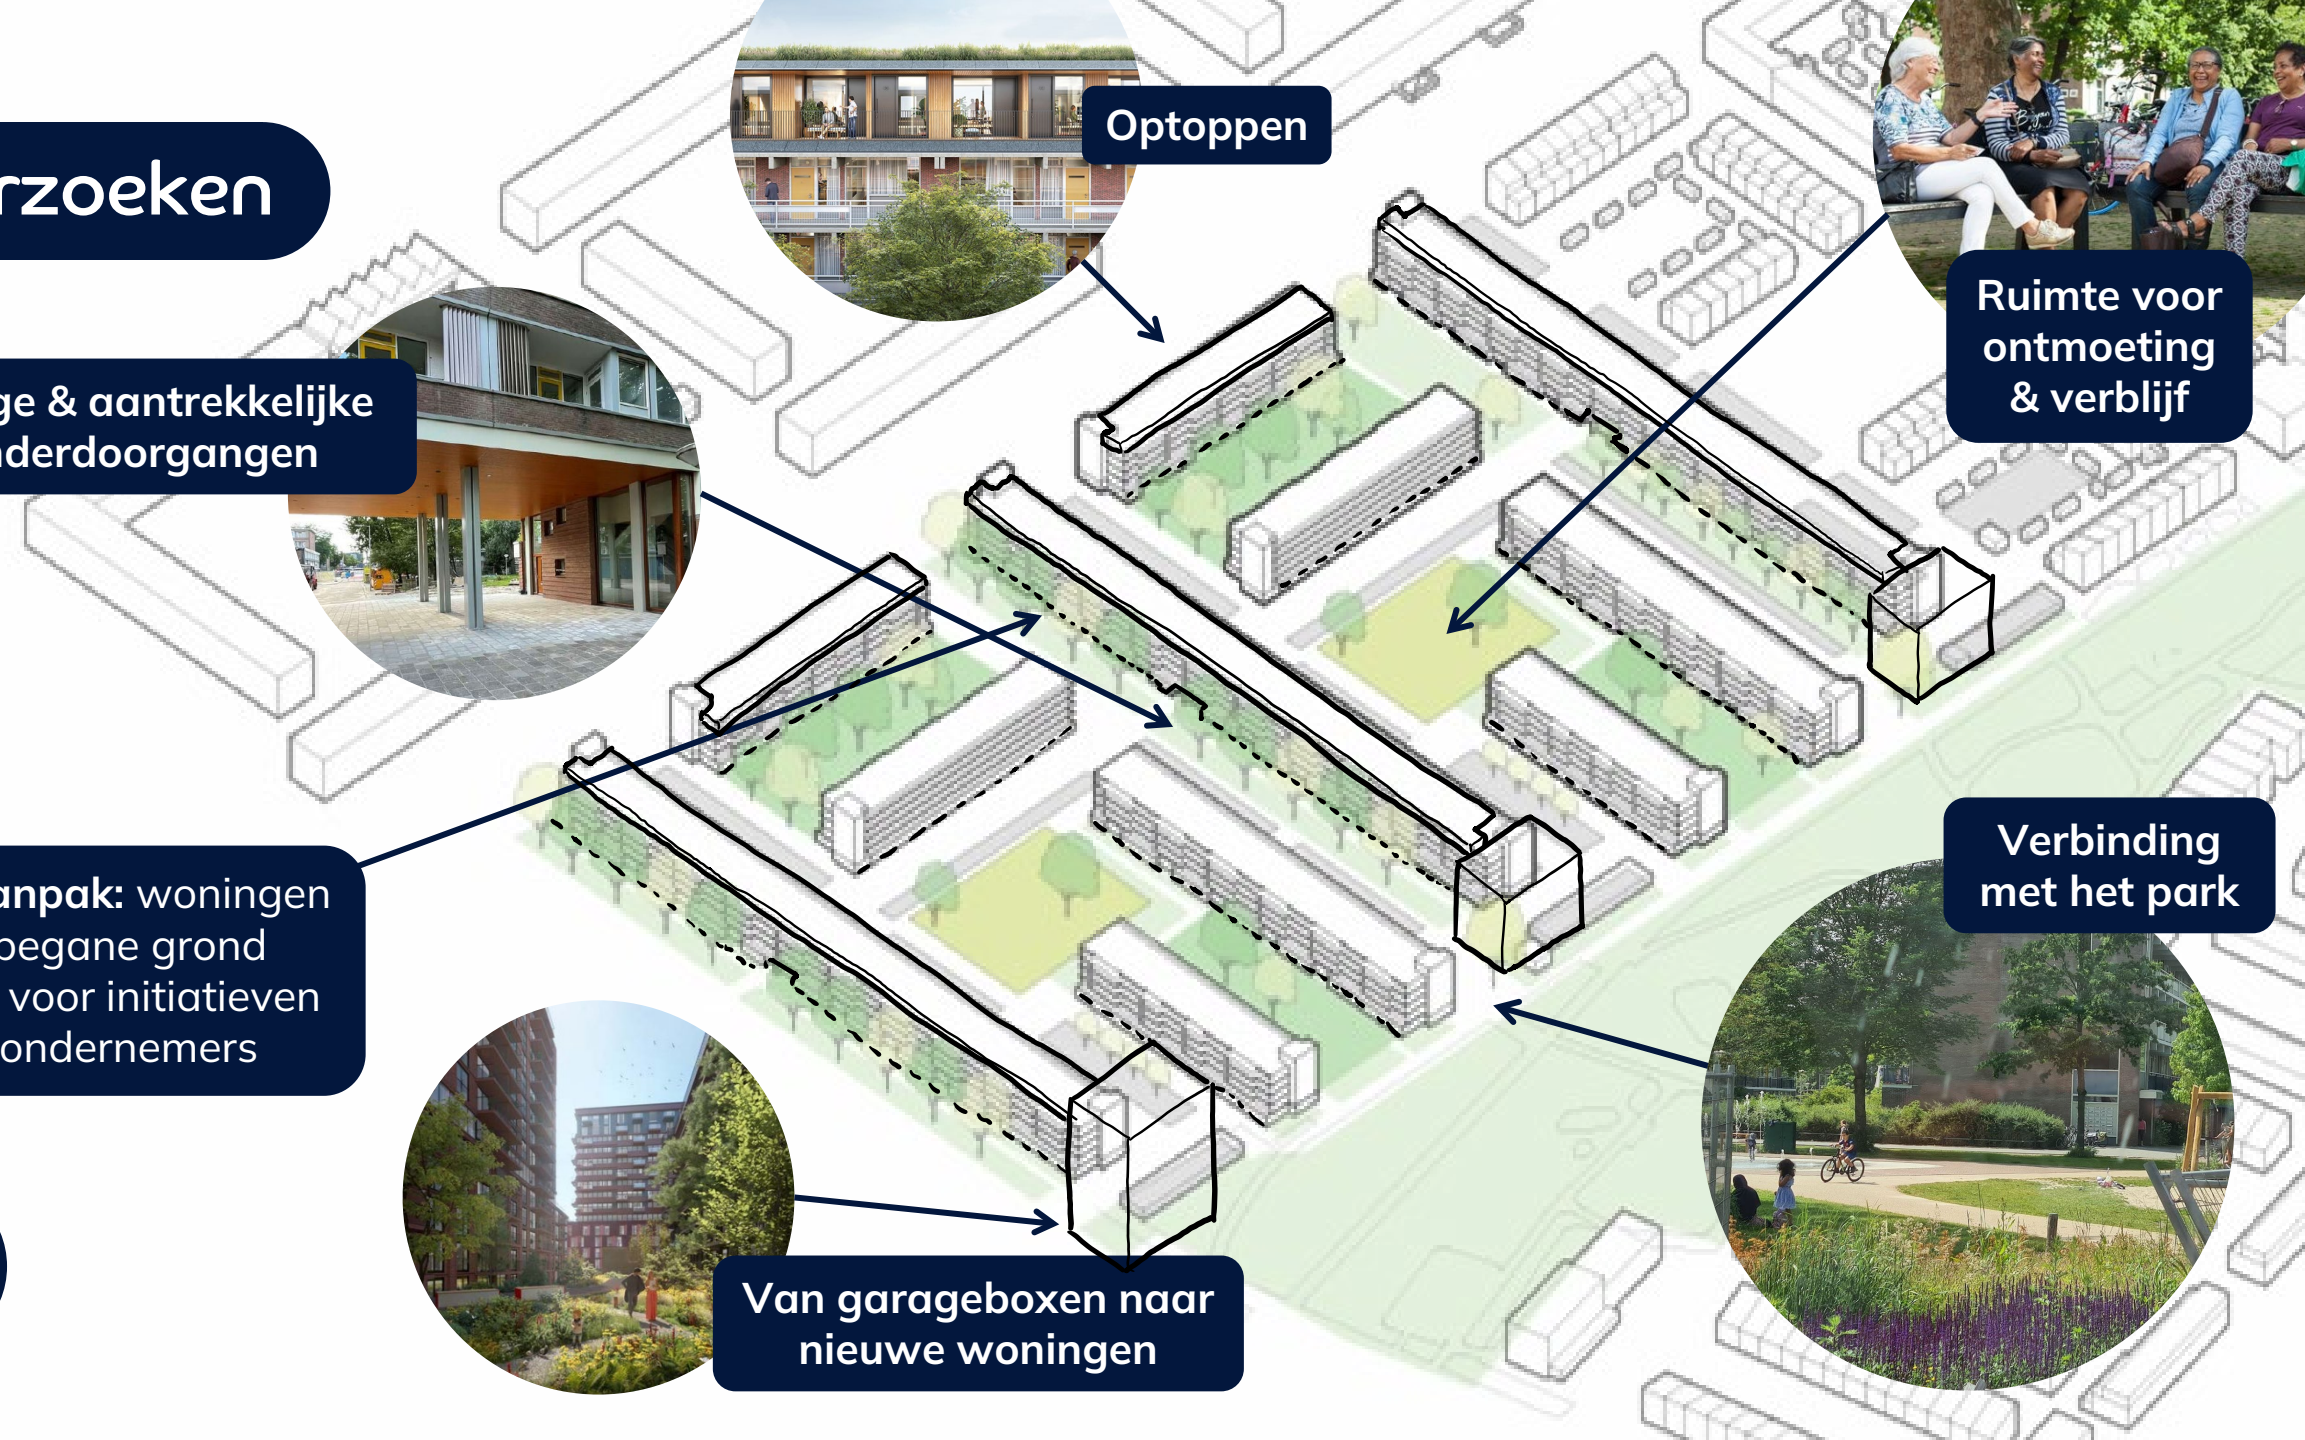 rzoeken
Optoppen
Ruimte voor
ontmoeting
& verblijf
ge & aantrekkelijke
nderdoorgangen
anpak: woningen
begane grond
voor initiatieven
ondernemers
Verbinding
met het park
Van garageboxen naar
nieuwe woningen